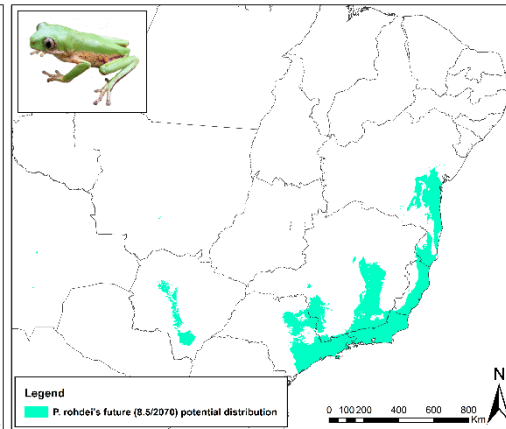 Legend
P. rohdei's future (8.5/2070) potential distribution
N
0 100 200 400 600 800
Km